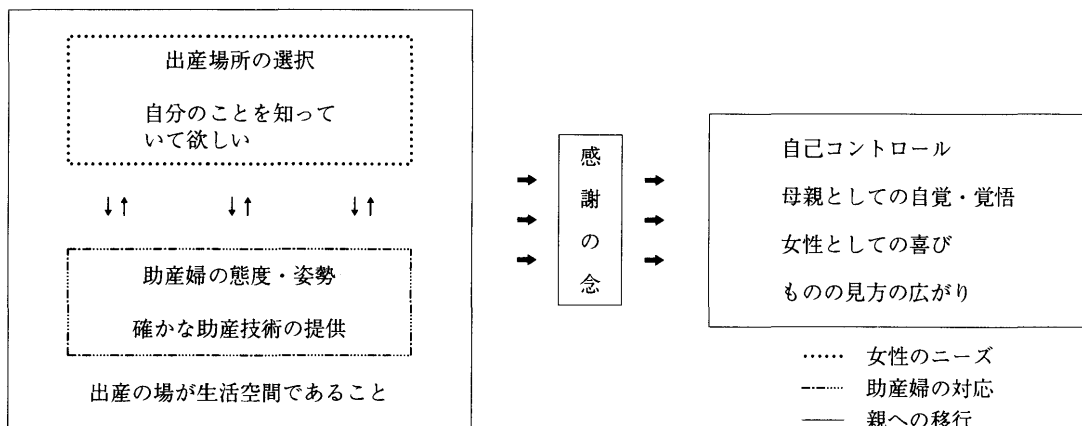 出産場所の選択
自分のことを知って
いて欲しい
助産婦の態度・姿勢
確かな助産技術の提供
出産の場が生活空間であること
感謝の念
自己コントロール
母親としての自覚・覚悟
女性としての喜び
ものの見方の広がり
女性のニーズ
助産婦の対応
親への移行